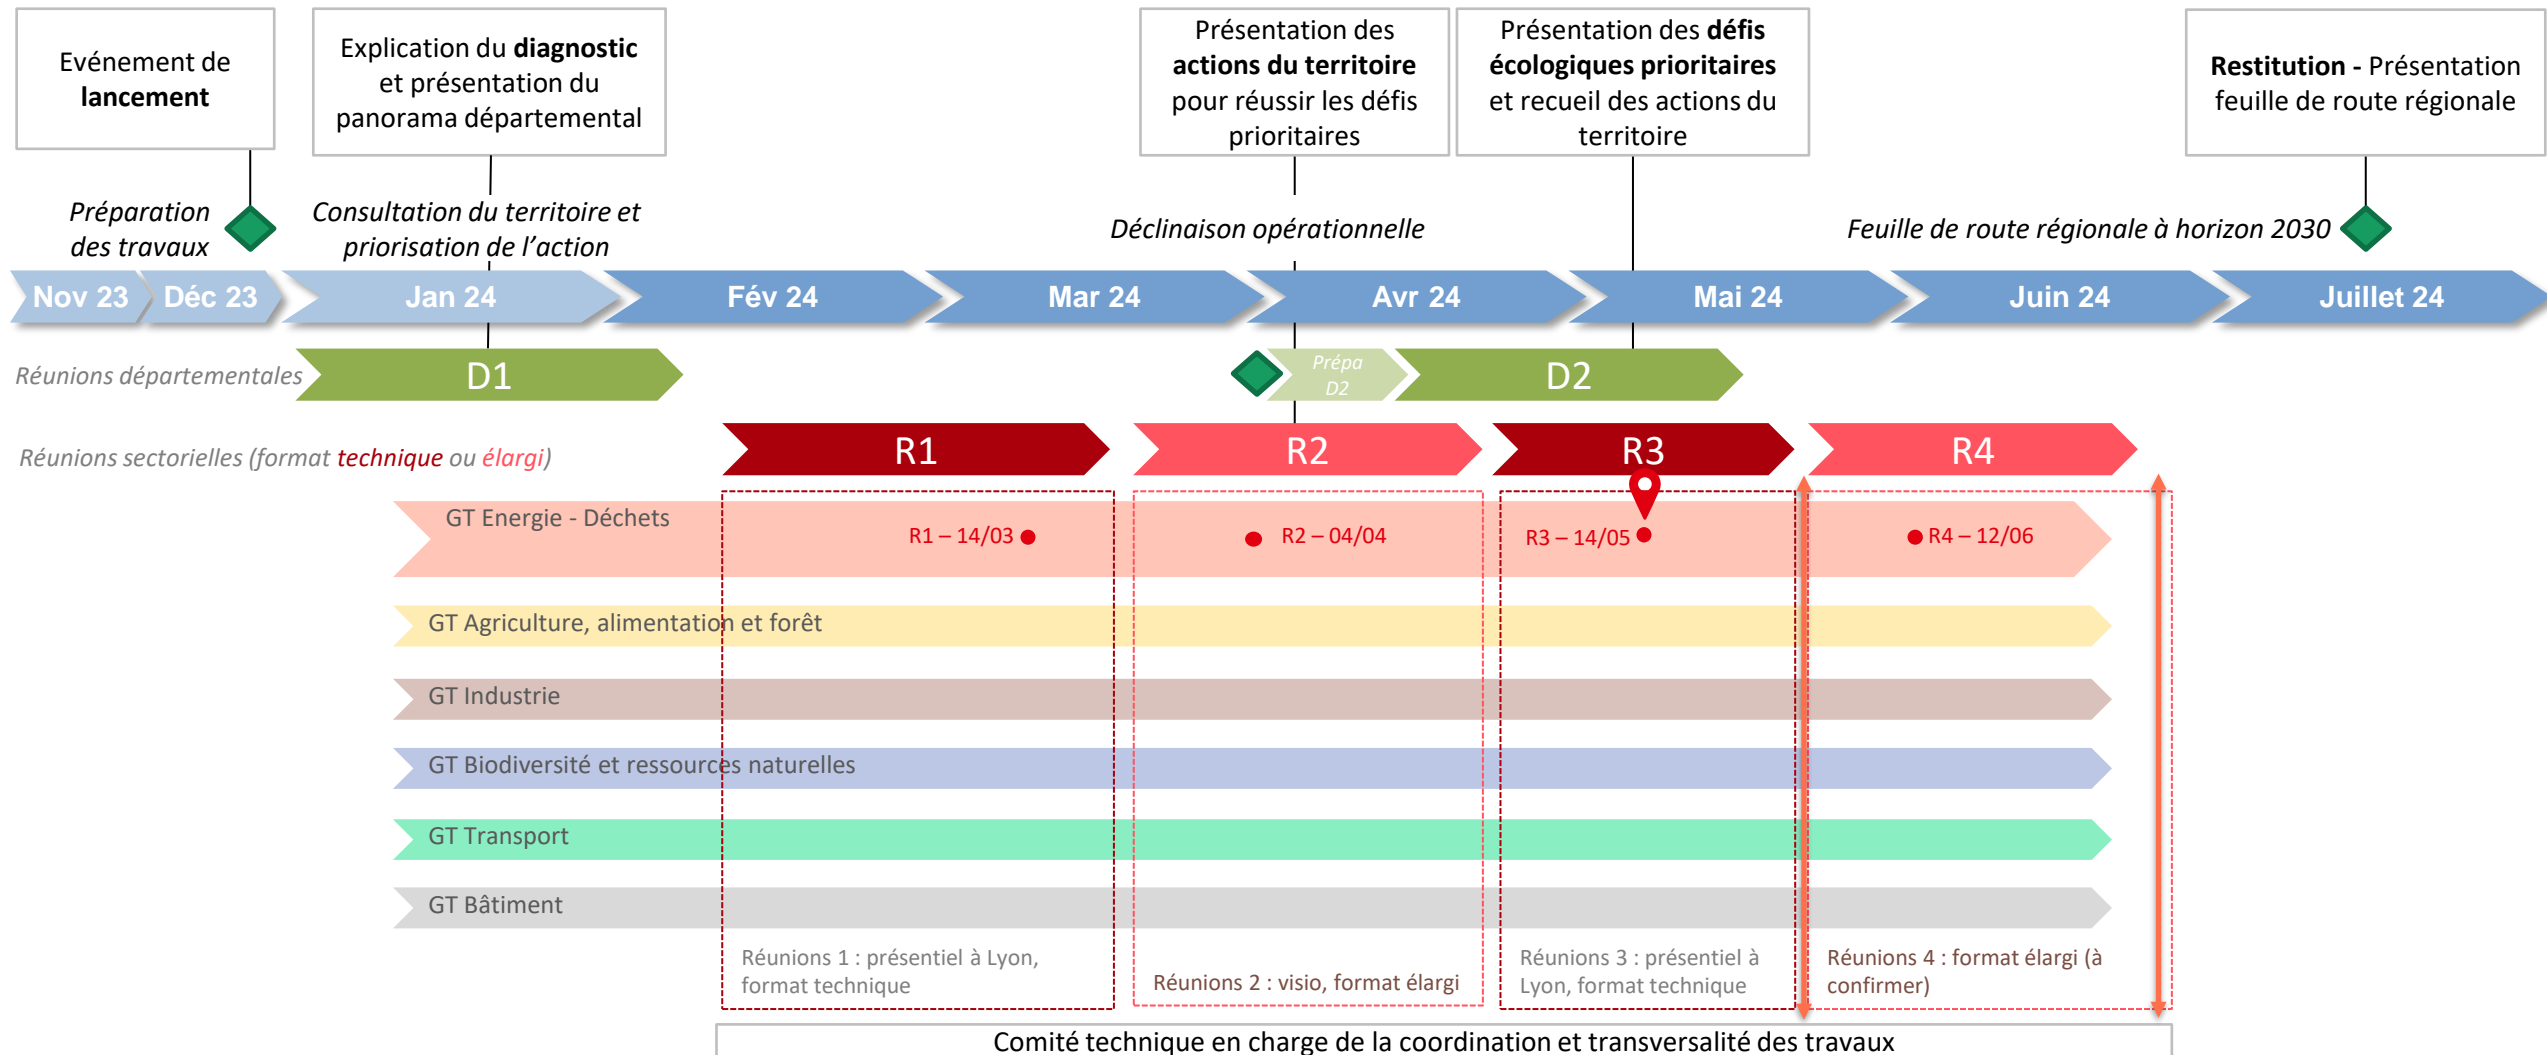 Evénement de
lancement
Explication du diagnostic
et présentation du
panorama départemental
Présentation des
actions du territoire
pour réussir les défis
prioritaires
Présentation des défis
écologiques prioritaires
et recueil des actions du
territoire
Restitution - Présentation
feuille de route régionale
Préparation
des travaux
Consultation du territoire et
priorisation de l’action
Déclinaison opérationnelle
Feuille de route régionale à horizon 2030
Nov 23
Déc 23
Jan 24
Fév 24
Mar 24
Avr 24
Mai 24
Juin 24
Juillet 24
Réunions départementales
D1
Prépa
D2
D2
Réunions sectorielles (format technique ou élargi)
R1
R2
R3
R4
GT Energie - Déchets
R1 – 14/03
R2 – 04/04
R3 – 14/05
R4 – 12/06
GT Agriculture, alimentation et forêt
GT Industrie
GT Biodiversité et ressources naturelles
GT Transport
GT Bâtiment
Réunions 1 : présentiel à Lyon,
format technique
Réunions 2 : visio, format élargi
Réunions 3 : présentiel à
Lyon, format technique
Réunions 4 : format élargi (à
confirmer)
Comité technique en charge de la coordination et transversalité des travaux